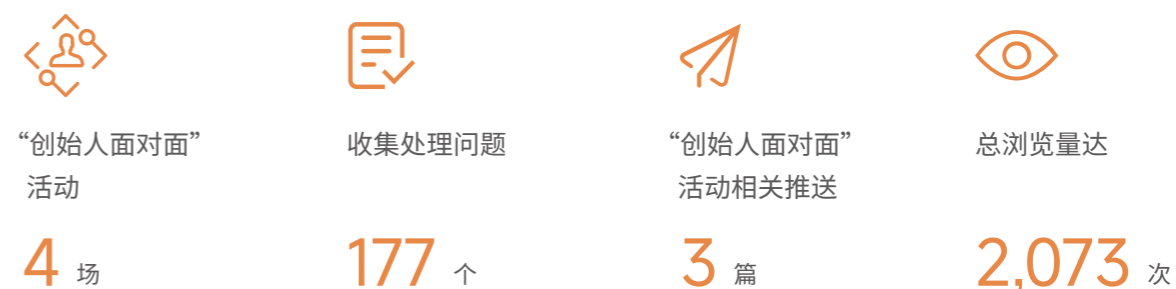 “创始人面对面”
活动
4 场
收集处理问题
177 个
“创始人面对面”
活动相关推送
3 篇
总浏览量达
2,073 次